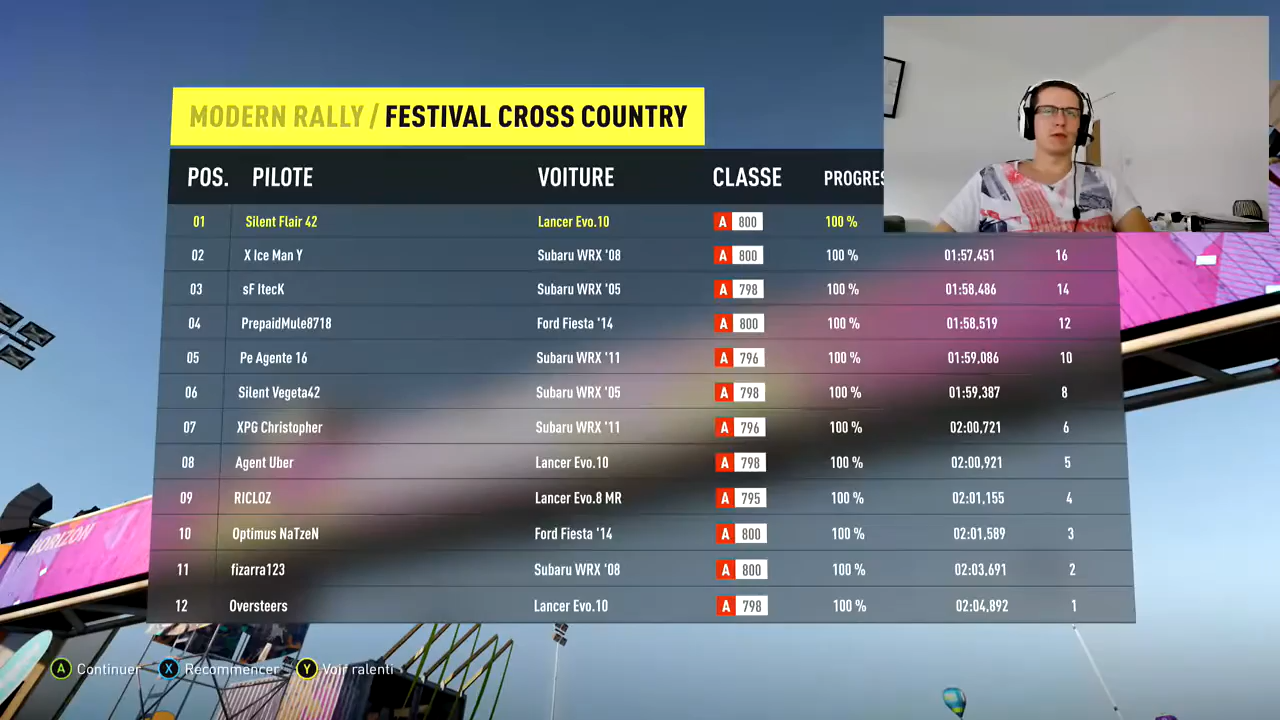 MODERN RALLY / FESTIVAL CROSS COUNTRY
POS. PILOTE VOITURE CLASSE PROGRES
01 Silent Flair 42 Lancer Evo.10 A 800 100 %
02 X Ice Man Y Subaru WRX '08 A 800 100 % 01:57,451 16
03 sF ItecK Subaru WRX '05 A 798 100 % 01:58,486 14
04 PrepaidMule8718 Ford Fiesta '14 A 800 100 % 01:58,519 12
05 Pe Agente 16 Subaru WRX '11 A 796 100 % 01:59,086 10
06 Silent Vegeta42 Subaru WRX '05 A 798 100 % 01:59,387 8
07 XPG Christopher Subaru WRX '11 A 796 100 % 02:00,721 6
08 Agent Uber Lancer Evo.10 A 798 100 % 02:00,921 5
09 RICLOZ Lancer Evo.8 MR A 795 100 % 02:01,155 4
10 Optimus NaTzeN Ford Fiesta '14 A 800 100 % 02:01,589 3
11 fizarra123 Subaru WRX '08 A 800 100 % 02:03,691 2
12 Oversteers Lancer Evo.10 A 798 100 % 02:04,892 1
HORIZON
A Continuer X Recommencer Y Voir ralenti